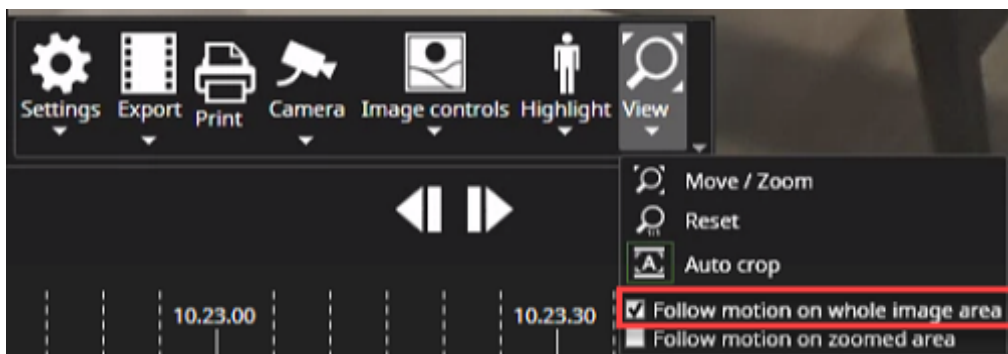 Settings Export Print Camera Image controls Highlight View
Move / Zoom
Reset
A Auto crop
10.23.00 10.23.30
Follow motion on whole image area
Follow motion on zoomed area